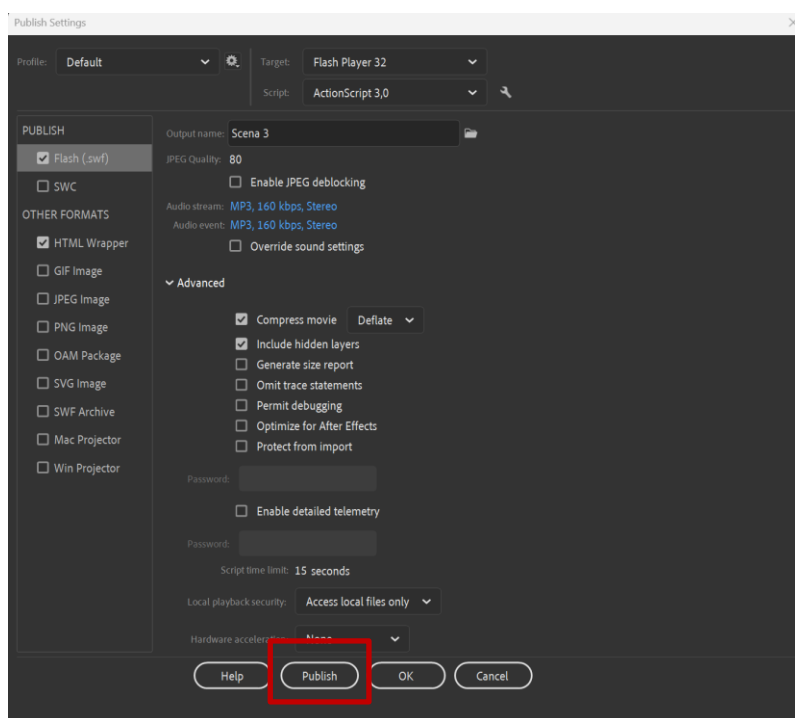 Publish Settings
Profile: Default Target: Flash Player 32
Script: ActionScript 3,0
PUBLISH
Flash (.swf)
SWC
OTHER FORMATS
HTML Wrapper
GIF Image
JPEG Image
PNG Image
OAM Package
SVG Image
SWF Archive
Mac Projector
Win Projector
Output name: Scena 3
JPEG Quality: 80
Enable JPEG deblocking
Audio stream: MP3, 160 kbps, Stereo
Audio event: MP3, 160 kbps, Stereo
Override sound settings
Advanced
Compress movie Deflate
Include hidden layers
Generate size report
Omit trace statements
Permit debugging
Optimize for After Effects
Protect from import
Password:
Enable detailed telemetry
Password:
Script time limit: 15 seconds
Local playback security: Access local files only
Hardware acceleration: None
Help Publish OK Cancel